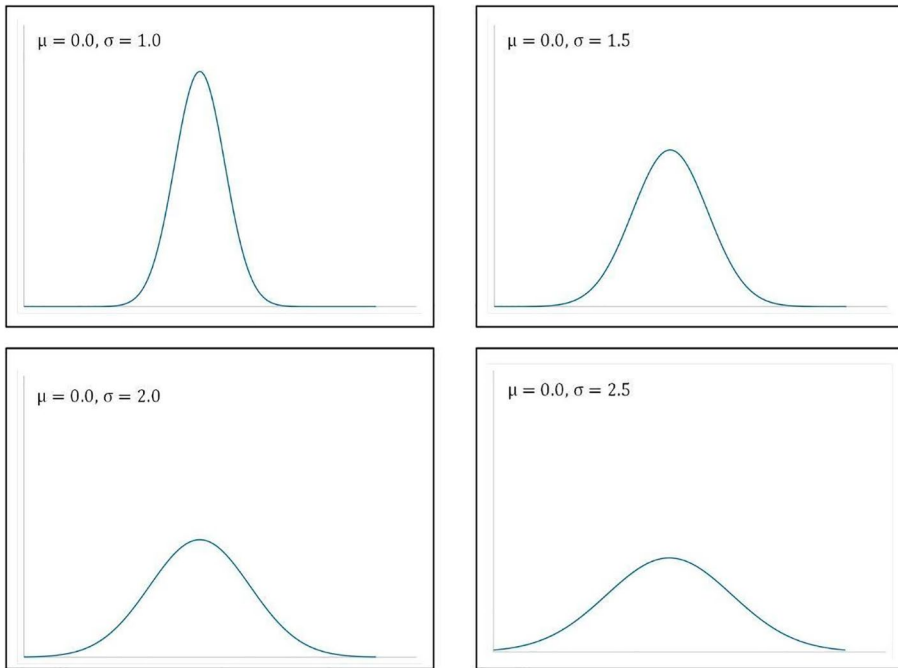 μ = 0.0, σ = 1.0
μ = 0.0, σ = 1.5
μ = 0.0, σ = 2.0
μ = 0.0, σ = 2.5